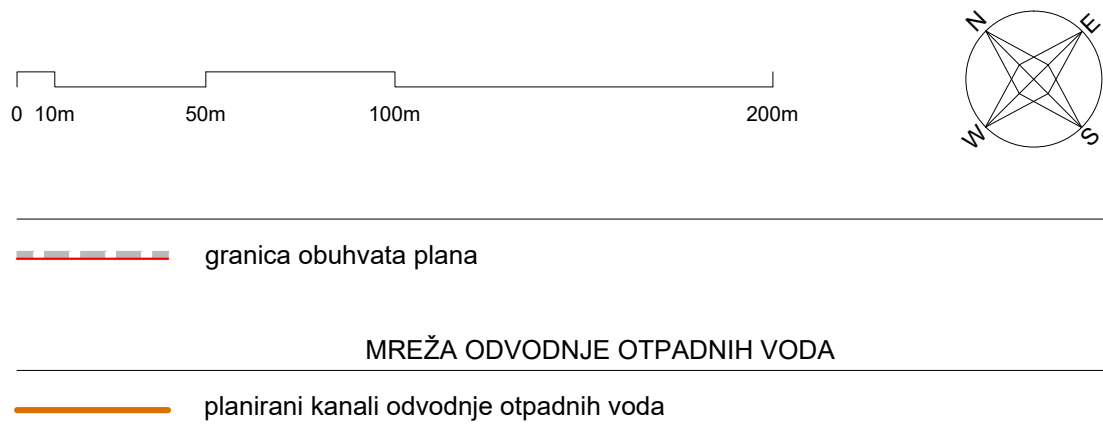 N E
0 10m 50m 100m 200m
W S
granica obuhvata plana
MREŽA ODVODNJE OTPADNIH VODA
planirani kanali odvodnje otpadnih voda